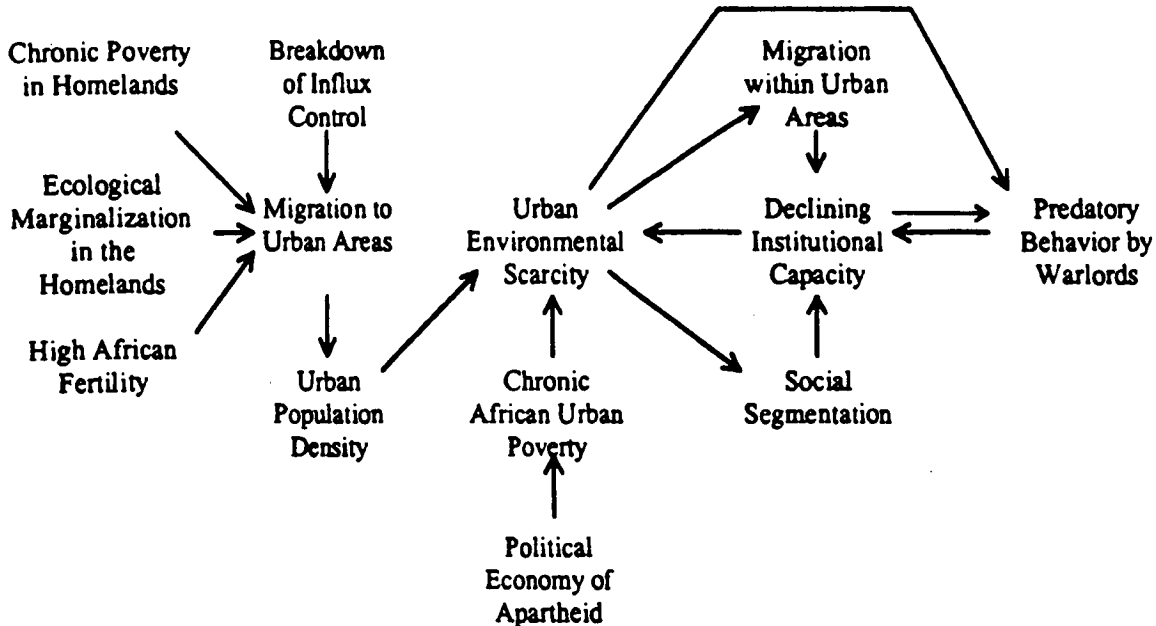 Chronic Poverty
in Homelands
Breakdown
of Influx
Control
Migration
within Urban
Areas
Ecological
Marginalization
in the
Homelands
Migration to
Urban Areas
Urban
Environmental
Scarcity
Declining
Institutional
Capacity
Predatory
Behavior by
Warlords
High African
Fertility
Urban
Population
Density
Chronic
African Urban
Poverty
Social
Segmentation
Political
Economy of
Apartheid